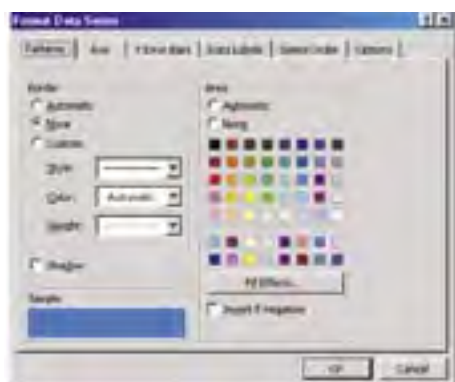 Format Data Series
Patterns Axis Y Error Bars Data Labels Series Order Options
Border
Automatic
None
Custom
Style:
Color: Automatic
Weight:
Shadow
Sample
Area
Automatic
None
Fill Effects...
Invert if negative
OK Cancel